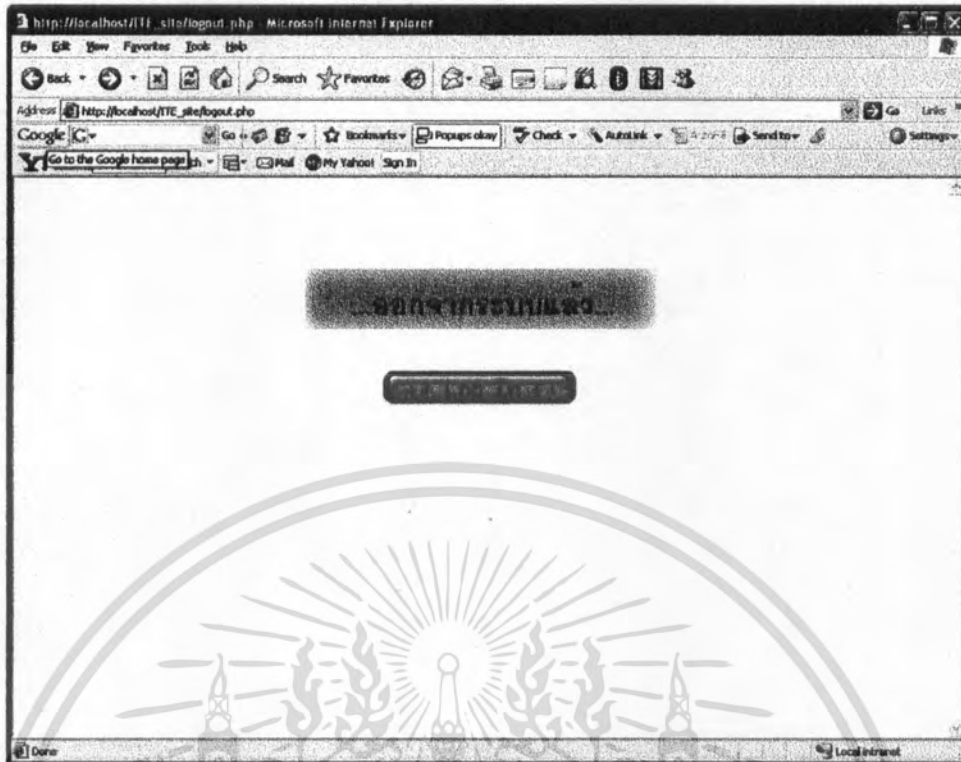 http://localhost/ITE_site/logout.php - Microsoft Internet Explorer
File Edit View Favorites Tools Help
Back Search Favorites
Address http://localhost/ITE_site/logout.php Go Links
Google G Go Bookmarks Popups okay Check AutoLink Send to Settings
Y! Go to the Google home page ch Mail My Yahoo! Sign In
...ออกจากระบบแล้ว...
Done Local intranet